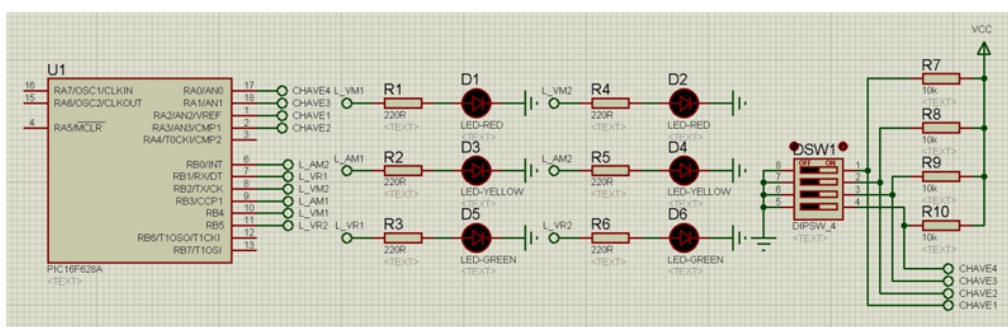 U1
16 RA7/OSC1/CLKIN
15 RA6/OSC2/CLKOUT
4 RA5/MCLR
RA0/AN0 17 CHAVE4
RA1/AN1 18 CHAVE3
RA2/AN2/VREF 1 CHAVE1
RA3/AN3/CMP1 2 CHAVE2
RA4/T0CKI/CMP2 3
RB0/INT 6 L_AM2
RB1/RX/DT 7 L_VR1
RB2/TX/CK 8 L_VM2
RB3/CCP1 9 L_AM1
RB4 10 L_VM1
RB5 11 L_VR2
RB6/T1OSO/T1CKI 12
RB7/T1OSI 13
PIC16F628A
<TEXT>
L_VM1
R1
220R
<TEXT>
D1
LED-RED
<TEXT>
L_VM2
R4
220R
<TEXT>
D2
LED-RED
<TEXT>
L_AM1
R2
220R
<TEXT>
D3
LED-YELLOW
<TEXT>
L_AM2
R5
220R
<TEXT>
D4
LED-YELLOW
<TEXT>
L_VR1
R3
220R
<TEXT>
D5
LED-GREEN
<TEXT>
L_VR2
R6
220R
<TEXT>
D6
LED-GREEN
<TEXT>
DSW1
OFF ON
8 1
7 2
6 3
5 4
DIPSW_4
<TEXT>
VCC
R7
10k
<TEXT>
R8
10k
<TEXT>
R9
10k
<TEXT>
R10
10k
<TEXT>
CHAVE4
CHAVE3
CHAVE2
CHAVE1